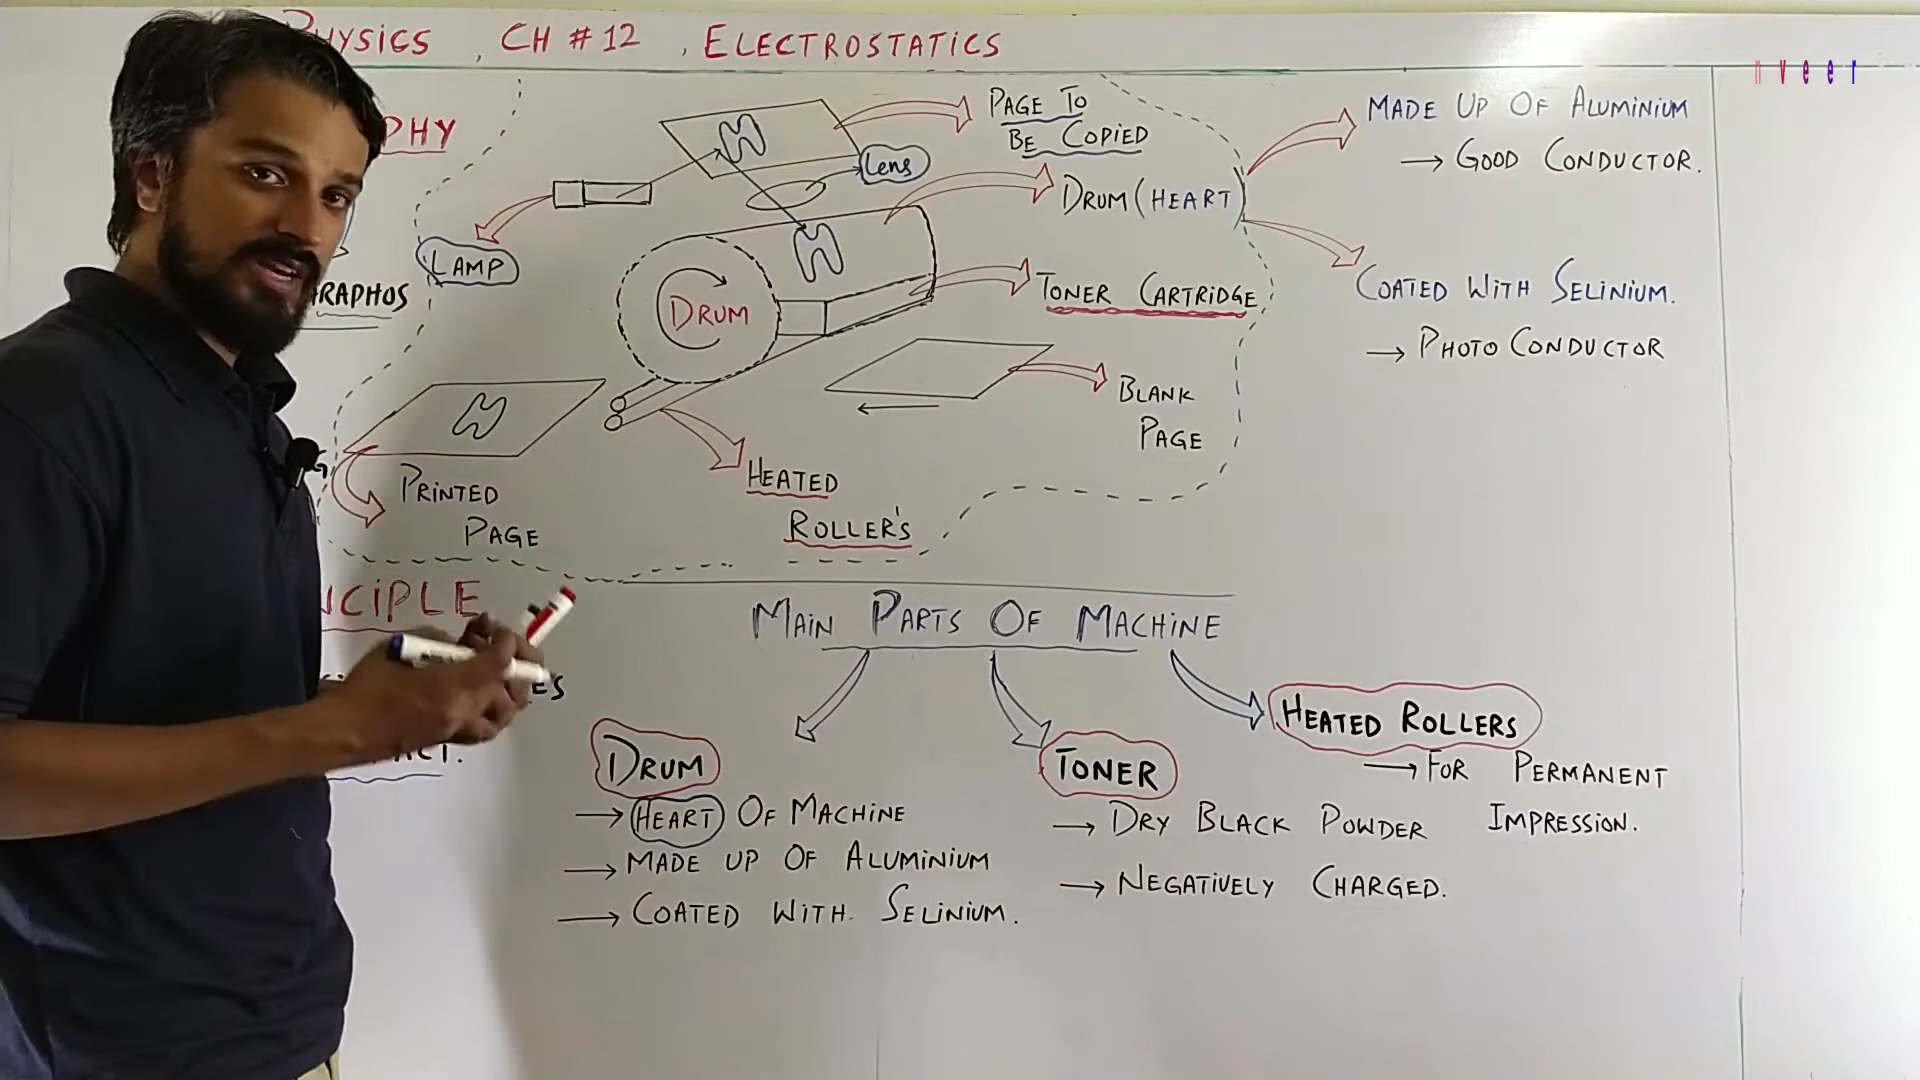 PHYSICS , CH # 12 , ELECTROSTATICS
n v e e r
PHY
RAPHOS
PAGE TO
BE COPIED
Lens
DRUM (HEART)
LAMP
DRUM
TONER CARTRIDGE
BLANK
PAGE
HEATED
ROLLER'S
PRINTED
PAGE
MADE UP OF ALUMINIUM
→ GOOD CONDUCTOR.
COATED WITH SELINIUM.
→ PHOTO CONDUCTOR
NCIPLE
ES
MAIN PARTS OF MACHINE
DRUM
→ HEART OF MACHINE
→ MADE UP OF ALUMINIUM
→ COATED WITH SELINIUM.
TONER
→ DRY BLACK POWDER
→ NEGATIVELY CHARGED.
HEATED ROLLERS
→ FOR PERMANENT
IMPRESSION.